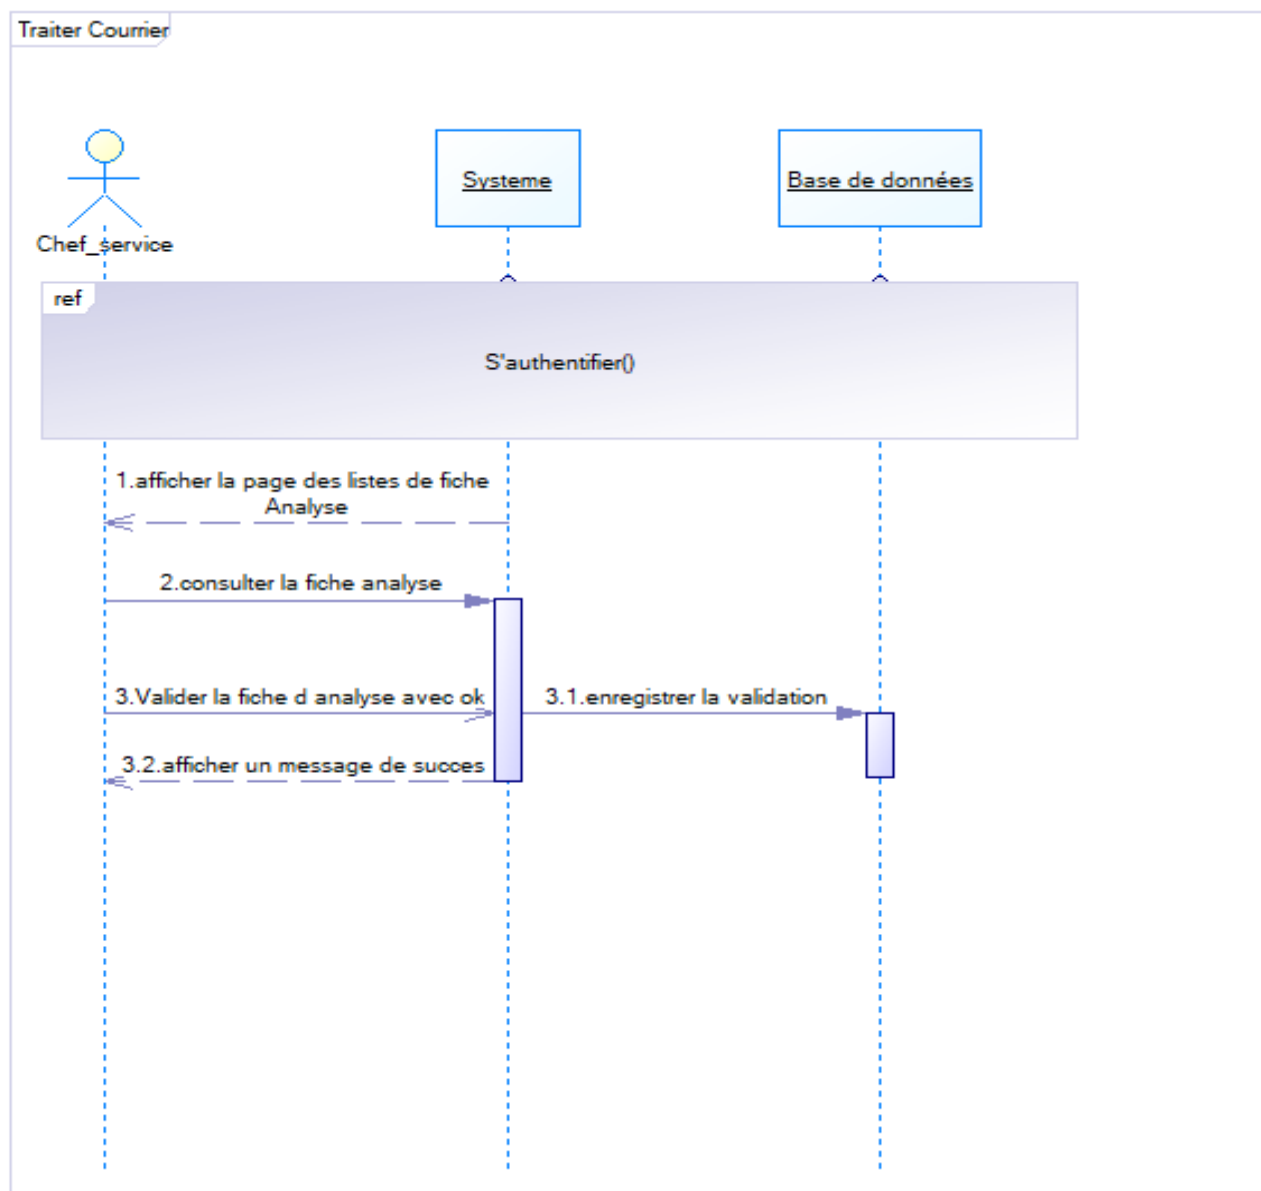 Traiter Courrier
Chef_service
Systeme
Base de données
ref
S'authentifier()
1.afficher la page des listes de fiche
Analyse
2.consulter la fiche analyse
3.Valider la fiche d analyse avec ok
3.1.enregistrer la validation
3.2.afficher un message de succes